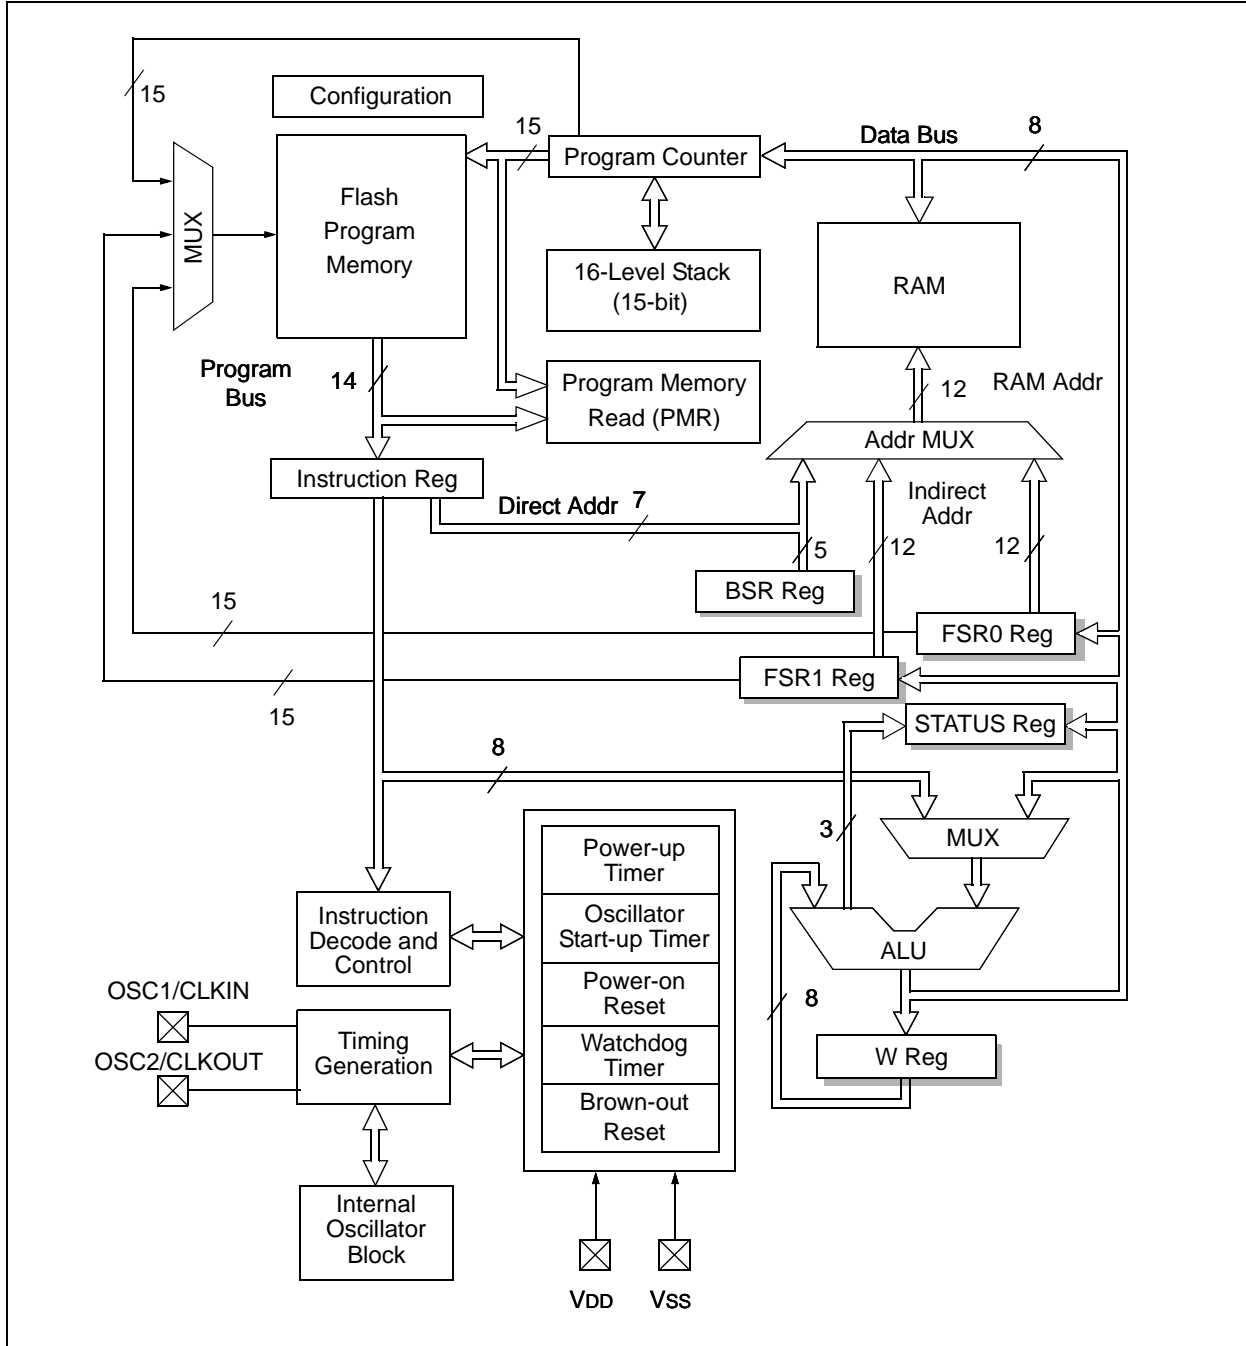 15
Configuration
15
Program Counter
Data Bus
8
MUX
Flash
Program
Memory
16-Level Stack
(15-bit)
RAM
Program
Bus
14
Program Memory
Read (PMR)
12
RAM Addr
Addr MUX
Instruction Reg
Direct Addr
7
Indirect
Addr
5
12
12
BSR Reg
15
FSR0 Reg
FSR1 Reg
15
STATUS Reg
8
3
MUX
Power-up
Timer
Oscillator
Start-up Timer
Power-on
Reset
Watchdog
Timer
Brown-out
Reset
Instruction
Decode and
Control
ALU
8
OSC1/CLKIN
OSC2/CLKOUT
Timing
Generation
W Reg
Internal
Oscillator
Block
VDD
VSS